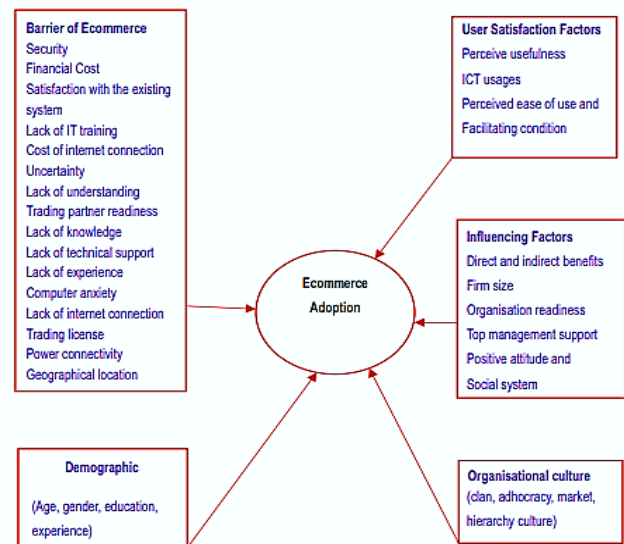 Barrier of Ecommerce
Security
Financial Cost
Satisfaction with the existing
system
Lack of IT training
Cost of internet connection
Uncertainty
Lack of understanding
Trading partner readiness
Lack of knowledge
Lack of technical support
Lack of experience
Computer anxiety
Lack of internet connection
Trading license
Power connectivity
Geographical location
User Satisfaction Factors
Perceive usefulness
ICT usages
Perceived ease of use and
Facilitating condition
Ecommerce
Adoption
Influencing Factors
Direct and indirect benefits
Firm size
Organisation readiness
Top management support
Positive attitude and
Social system
Demographic
(Age, gender, education,
experience)
Organisational culture
(clan, adhocracy, market,
hierarchy culture)